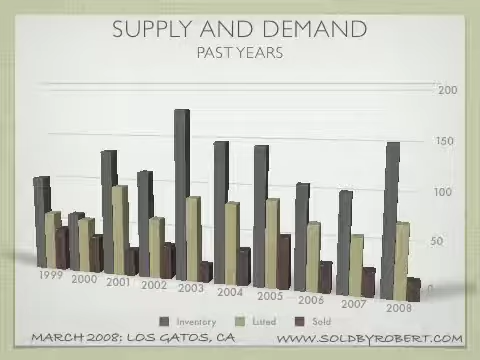 SUPPLY AND DEMAND
PAST YEARS
200
150
100
50
0
1999 2000 2001 2002 2003 2004 2005 2006 2007 2008
Inventory Listed Sold
MARCH 2008; LOS GATOS, CA WWW.SOLDBYROBERT.COM